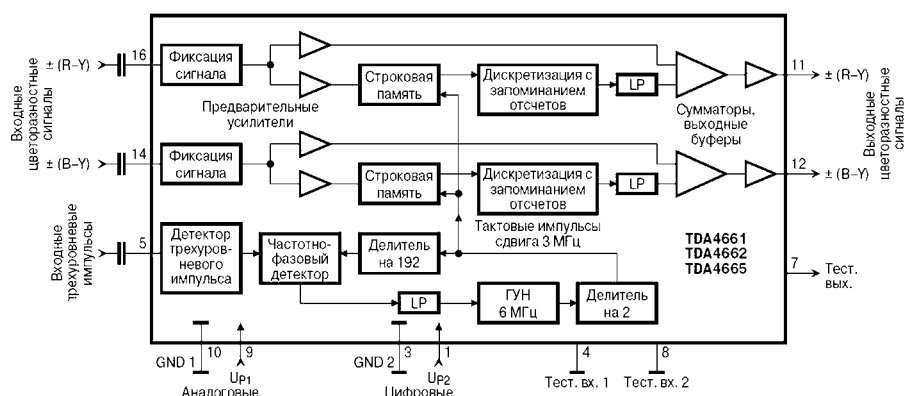 ± (R–Y)
16
Фиксация
сигнала
Строковая
память
Дискретизация с
запоминанием
отсчетов
LP
11
± (R–Y)
Входные
цветоразностные
сигналы
Предварительные
усилители
Сумматоры,
выходные
буферы
Выходные
цветоразностные
сигналы
± (B–Y)
14
Фиксация
сигнала
Строковая
память
Дискретизация с
запоминанием
отсчетов
LP
12
± (B–Y)
Входные
трехуровневые
импульсы
5
Детектор
трехуров-
невого
импульса
Частотно-
фазовый
детектор
Делитель
на 192
Тактовые импульсы
сдвига 3 МГц
TDA4661
TDA4662
TDA4665
7
Тест.
вых.
LP
ГУН
6 МГц
Делитель
на 2
GND 1
10
9
UP1
Аналоговые
GND 2
3
1
UP2
Цифровые
4
Тест. вх. 1
8
Тест. вх. 2